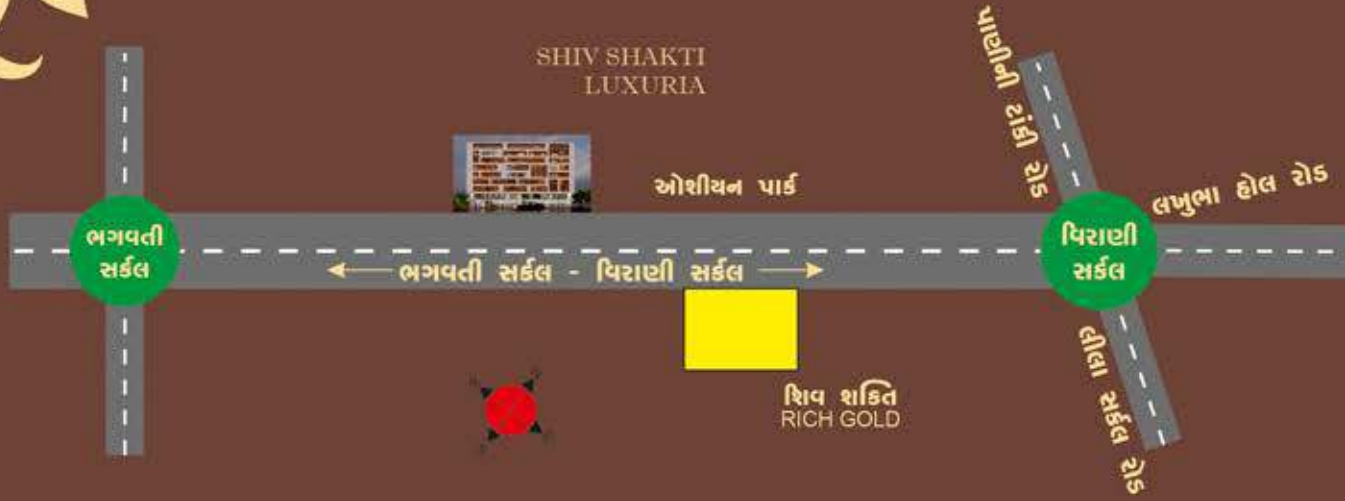 SHIV SHAKTI
LUXURIA
પાણીની ટાંકી રોડ
ઓશીયન પાર્ક
લખુભા હોલ રોડ
ભગવતી
સર્કલ
વિરાણી
સર્કલ
ભગવતી સર્કલ - વિરાણી સર્કલ
શિવ શકિત
RICH GOLD
લીલા સર્કલ રોડ